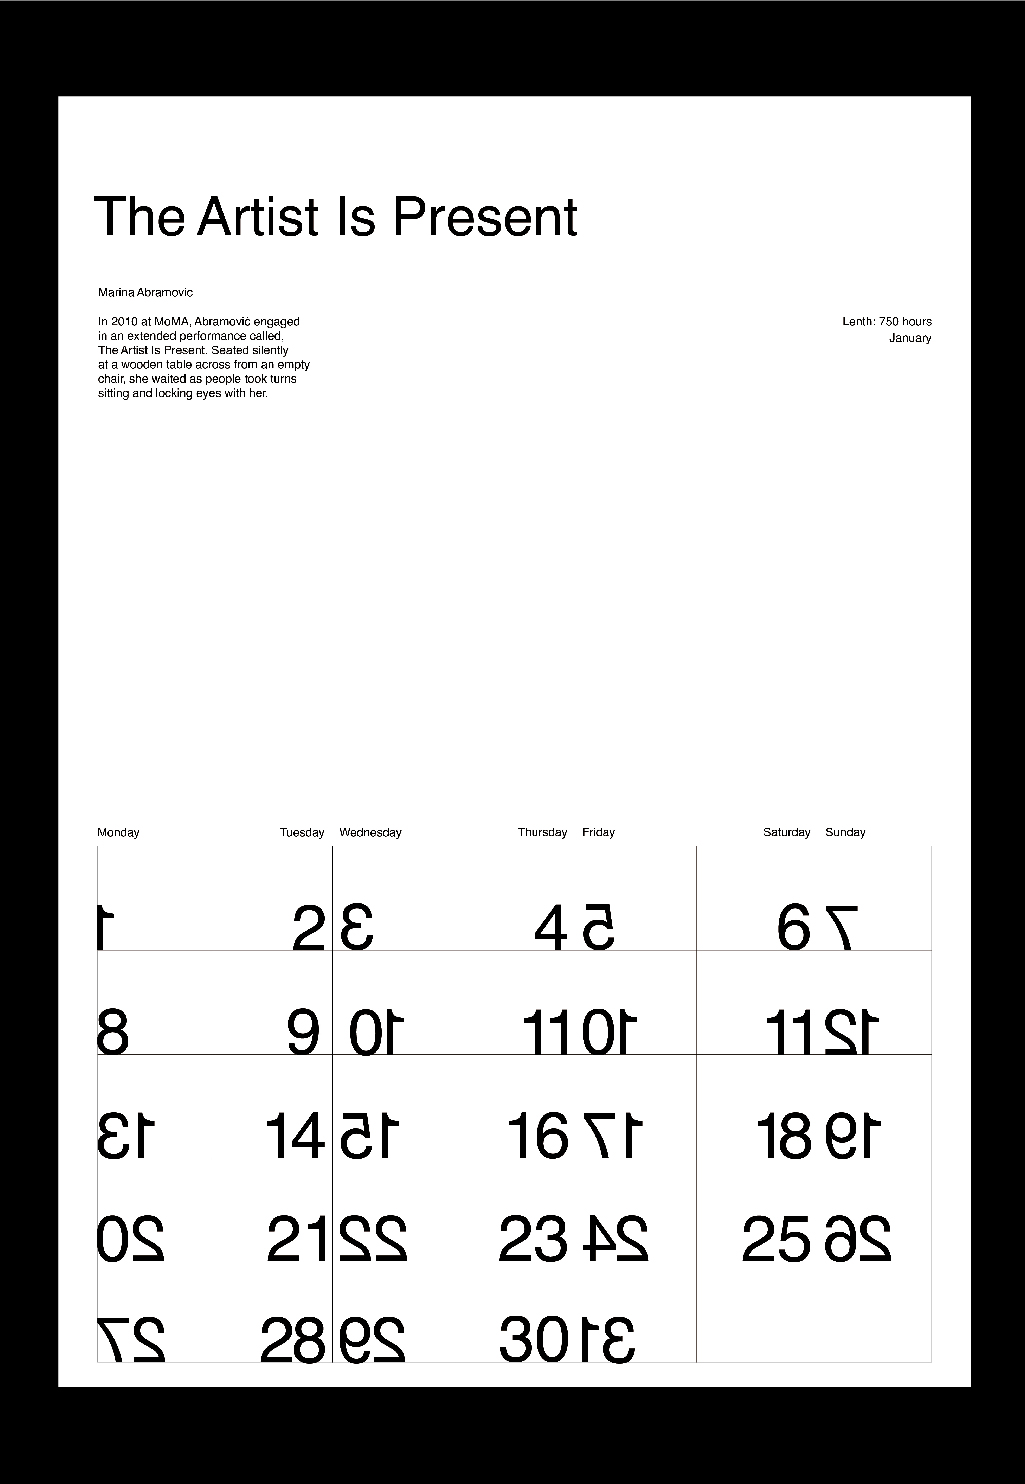 The Artist Is Present
Marina Abramovic
In 2010 at MoMA, Abramović engaged
in an extended performance called,
The Artist Is Present. Seated silently
at a wooden table across from an empty
chair, she waited as people took turns
sitting and locking eyes with her.
Lenth: 750 hours
January
Monday Tuesday Wednesday Thursday Friday Saturday Sunday
1 2 3 4 5 6 7
8 9 10 11 10 11 12
13 14 15 16 17 18 19
20 21 22 23 24 25 26
27 28 29 30 31